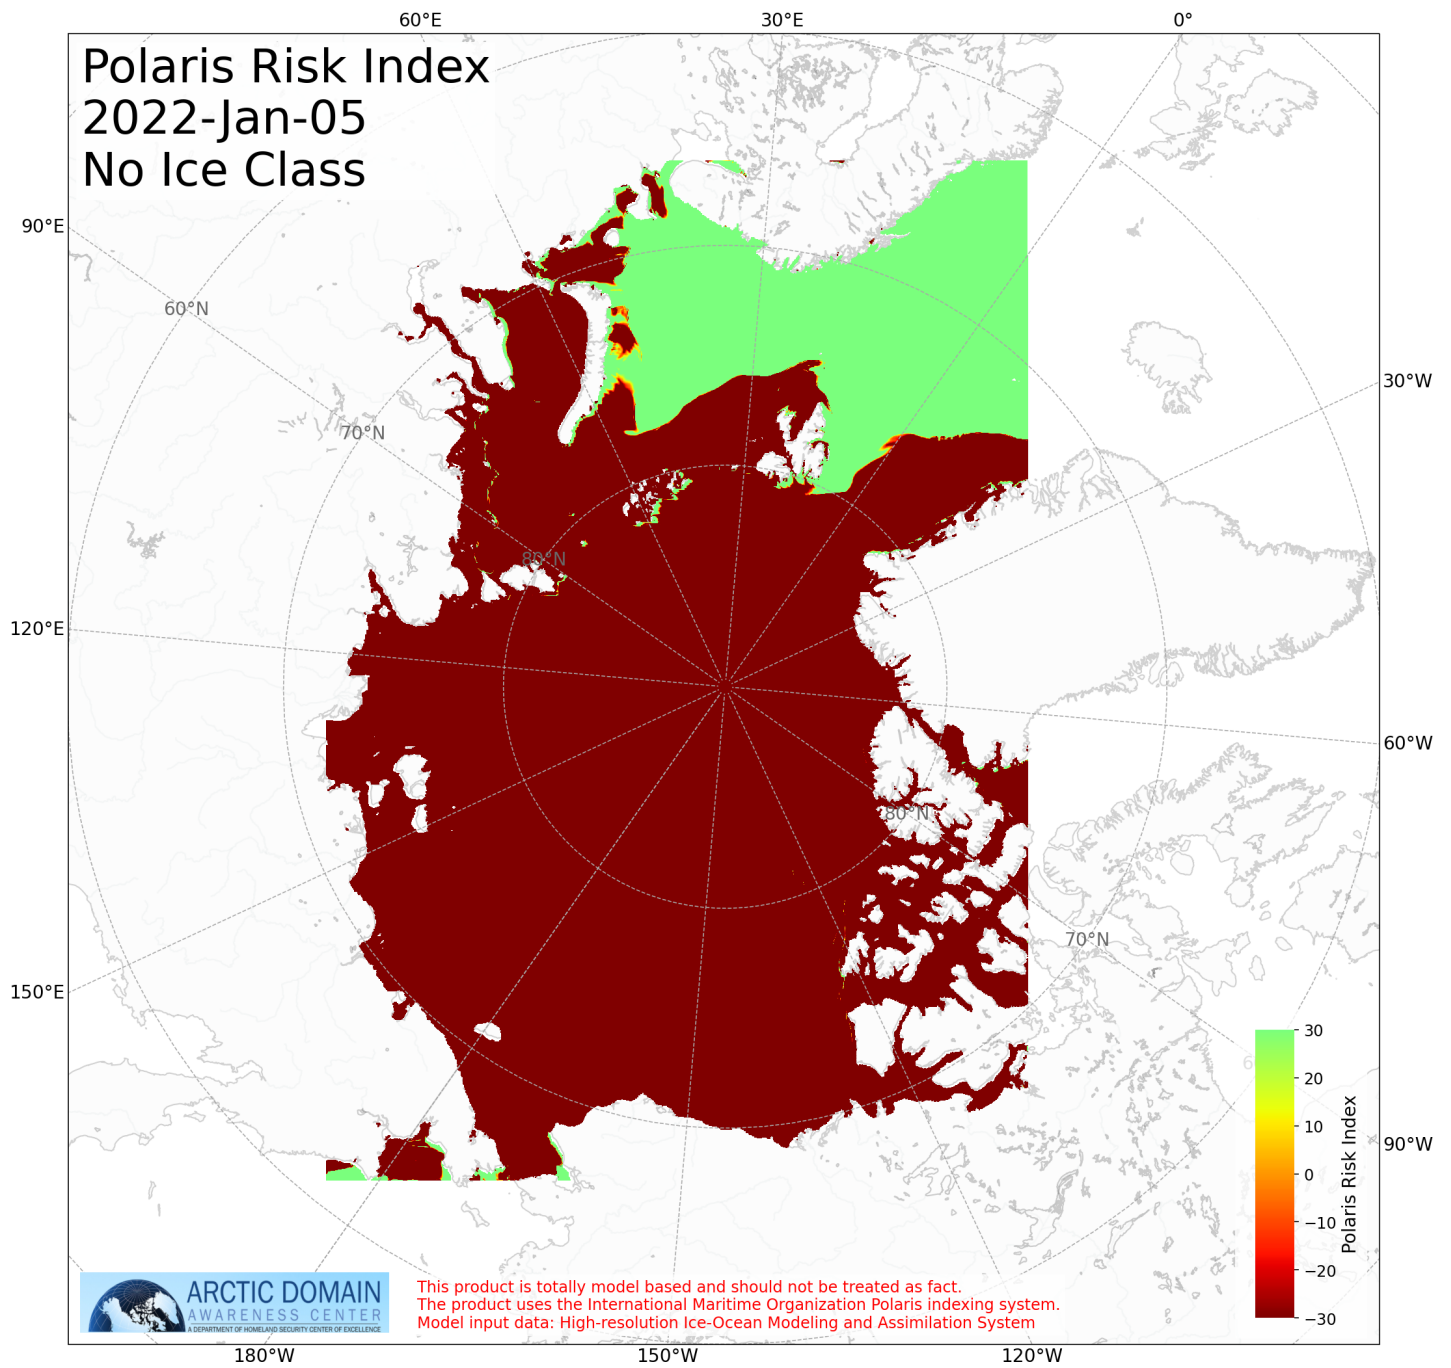 60°E 30°E 0°
Polaris Risk Index
2022-Jan-05
No Ice Class
90°E
60°N
30°W
70°N
80°N
120°E
60°W
80°N
70°N
150°E
30
20
10
0
−10
−20
−30
Polaris Risk Index
90°W
ARCTIC DOMAIN
AWARENESS CENTER
A DEPARTMENT OF HOMELAND SECURITY CENTER OF EXCELLENCE
This product is totally model based and should not be treated as fact.
The product uses the International Maritime Organization Polaris indexing system.
Model input data: High-resolution Ice-Ocean Modeling and Assimilation System
180°W 150°W 120°W